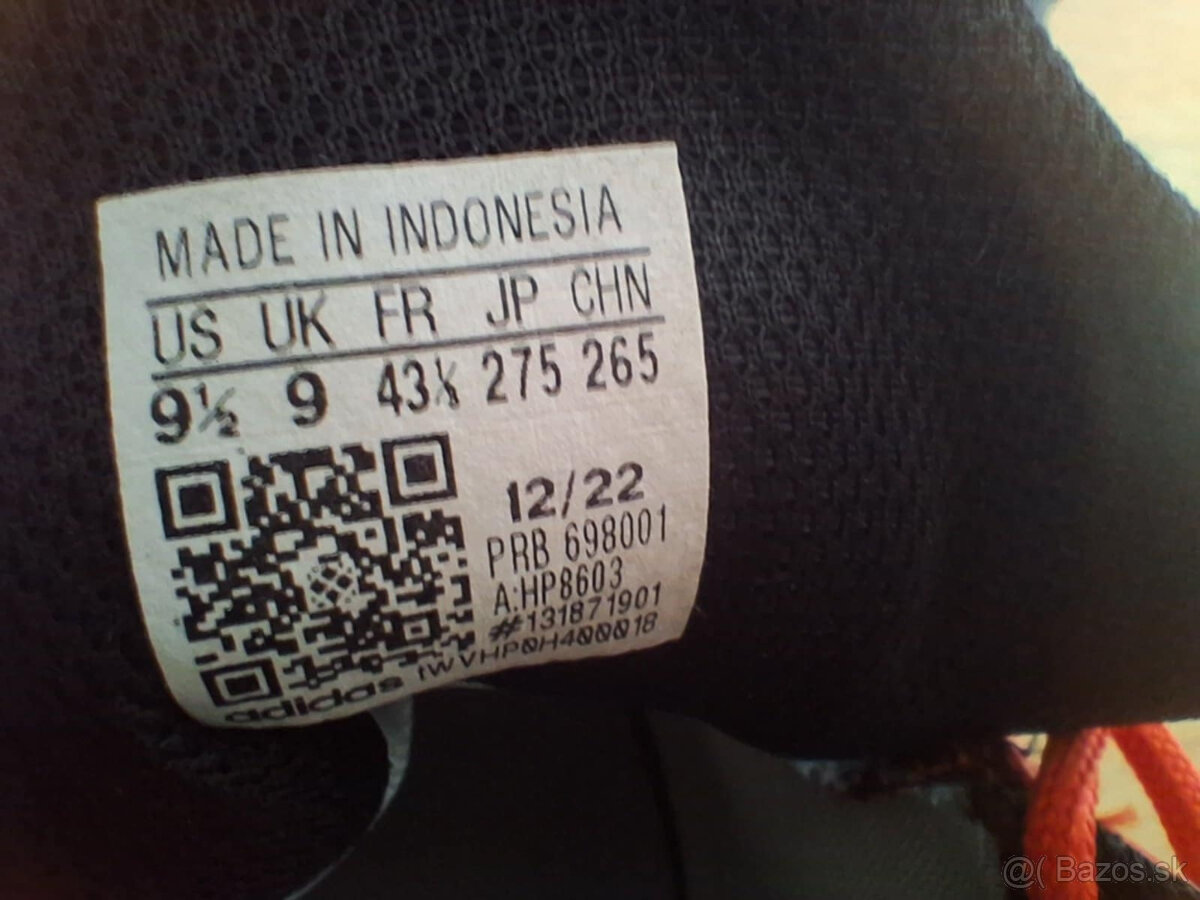 MADE IN INDONESIA
US UK FR JP CHN
9½ 9 43⅓ 275 265
12/22
PRB 698001
A:HP8603
#131871901
adidas 1WVHP0H400018
@( Bazos.sk